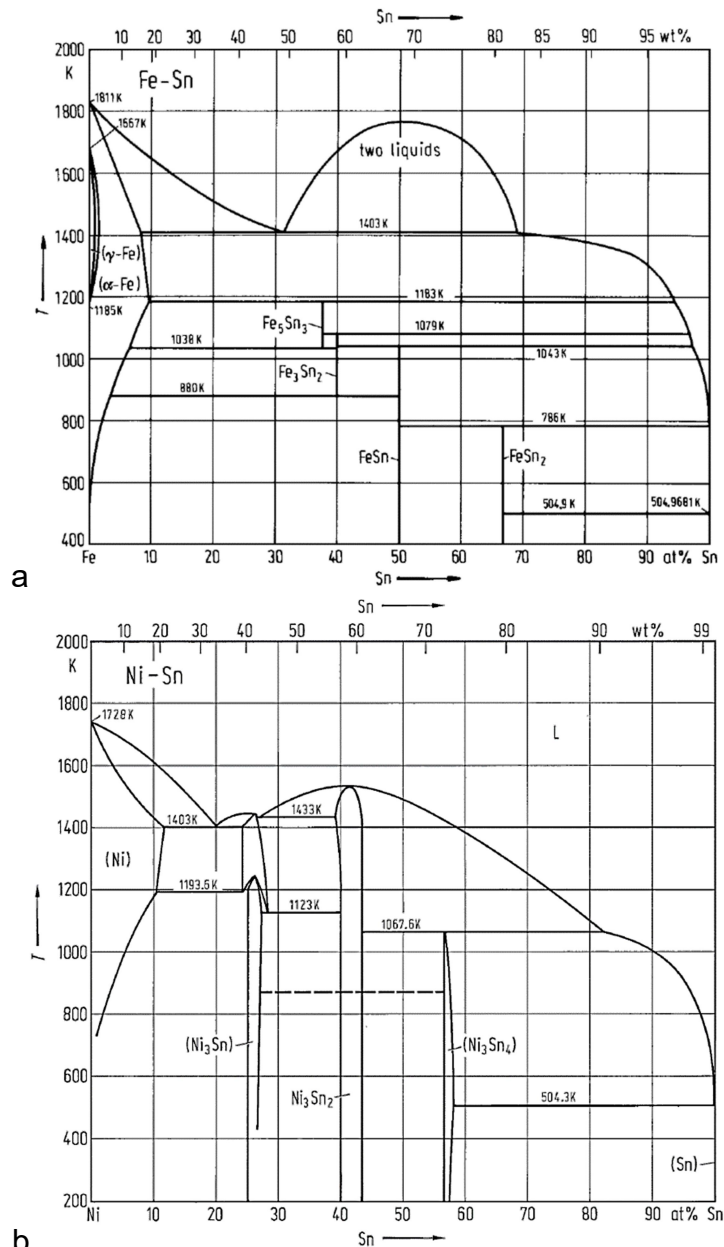 Sn
10 20 30 40 50 60 70 75 80 85 90 95 wt%
2000
K
Fe-Sn
1811K
1800
1667K
two liquids
1600
1403K
1400
(γ-Fe)
(α-Fe)
T
1200
1183K
1185K
Fe5Sn3
1079K
1038K
1000
1043K
Fe3Sn2
880K
800
786K
FeSn
FeSn2
600
504.9K 504.9681K
400
Fe 10 20 30 40 50 60 70 80 90 at% Sn
Sn
a
Sn
10 20 30 40 50 60 70 80 90 wt% 99
2000
K
Ni-Sn
1800
1728K
L
1600
1433K
1400
1403K
(Ni)
1200
1193.5K
T
1123K
1067.6K
1000
800
(Ni3Sn)
(Ni3Sn4)
600
Ni3Sn2
504.3K
400
(Sn)
200
Ni 10 20 30 40 50 60 70 80 90 at% Sn
Sn
b